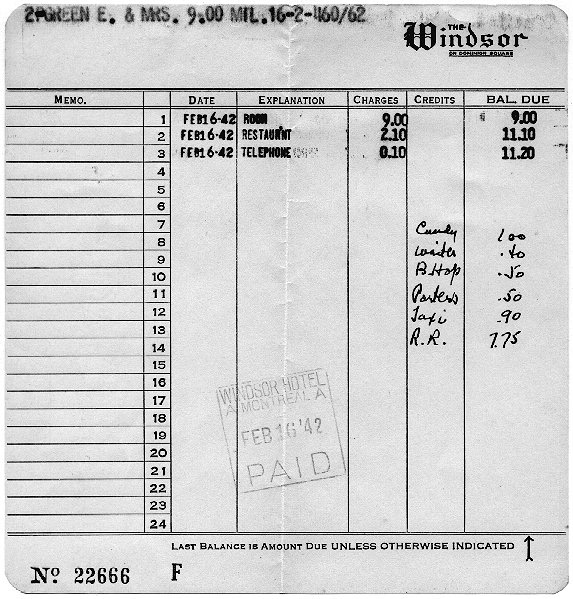 2PGREEN E. & MRS. 9.00 MIL.16-2-460/62
THE
Windsor
ON DOMINION SQUARE
MEMO. DATE EXPLANATION CHARGES CREDITS BAL. DUE
1 FEB16-42 ROOM 9.00 9.00
2 FEB16-42 RESTAUR'NT 2.10 11.10
3 FEB16-42 TELEPHONE 0.10 11.20
4
5
6
7 Candy 1.00
8 waiter .40
9 B.Hop .50
10
11 Porters .50
12 Taxi .90
13 R.R. 7.75
14
15
16
17
18
19
20
21
22
23
24
WINDSOR HOTEL
A MONTREAL A
FEB 16 '42
PAID
LAST BALANCE IS AMOUNT DUE UNLESS OTHERWISE INDICATED
No 22666 F